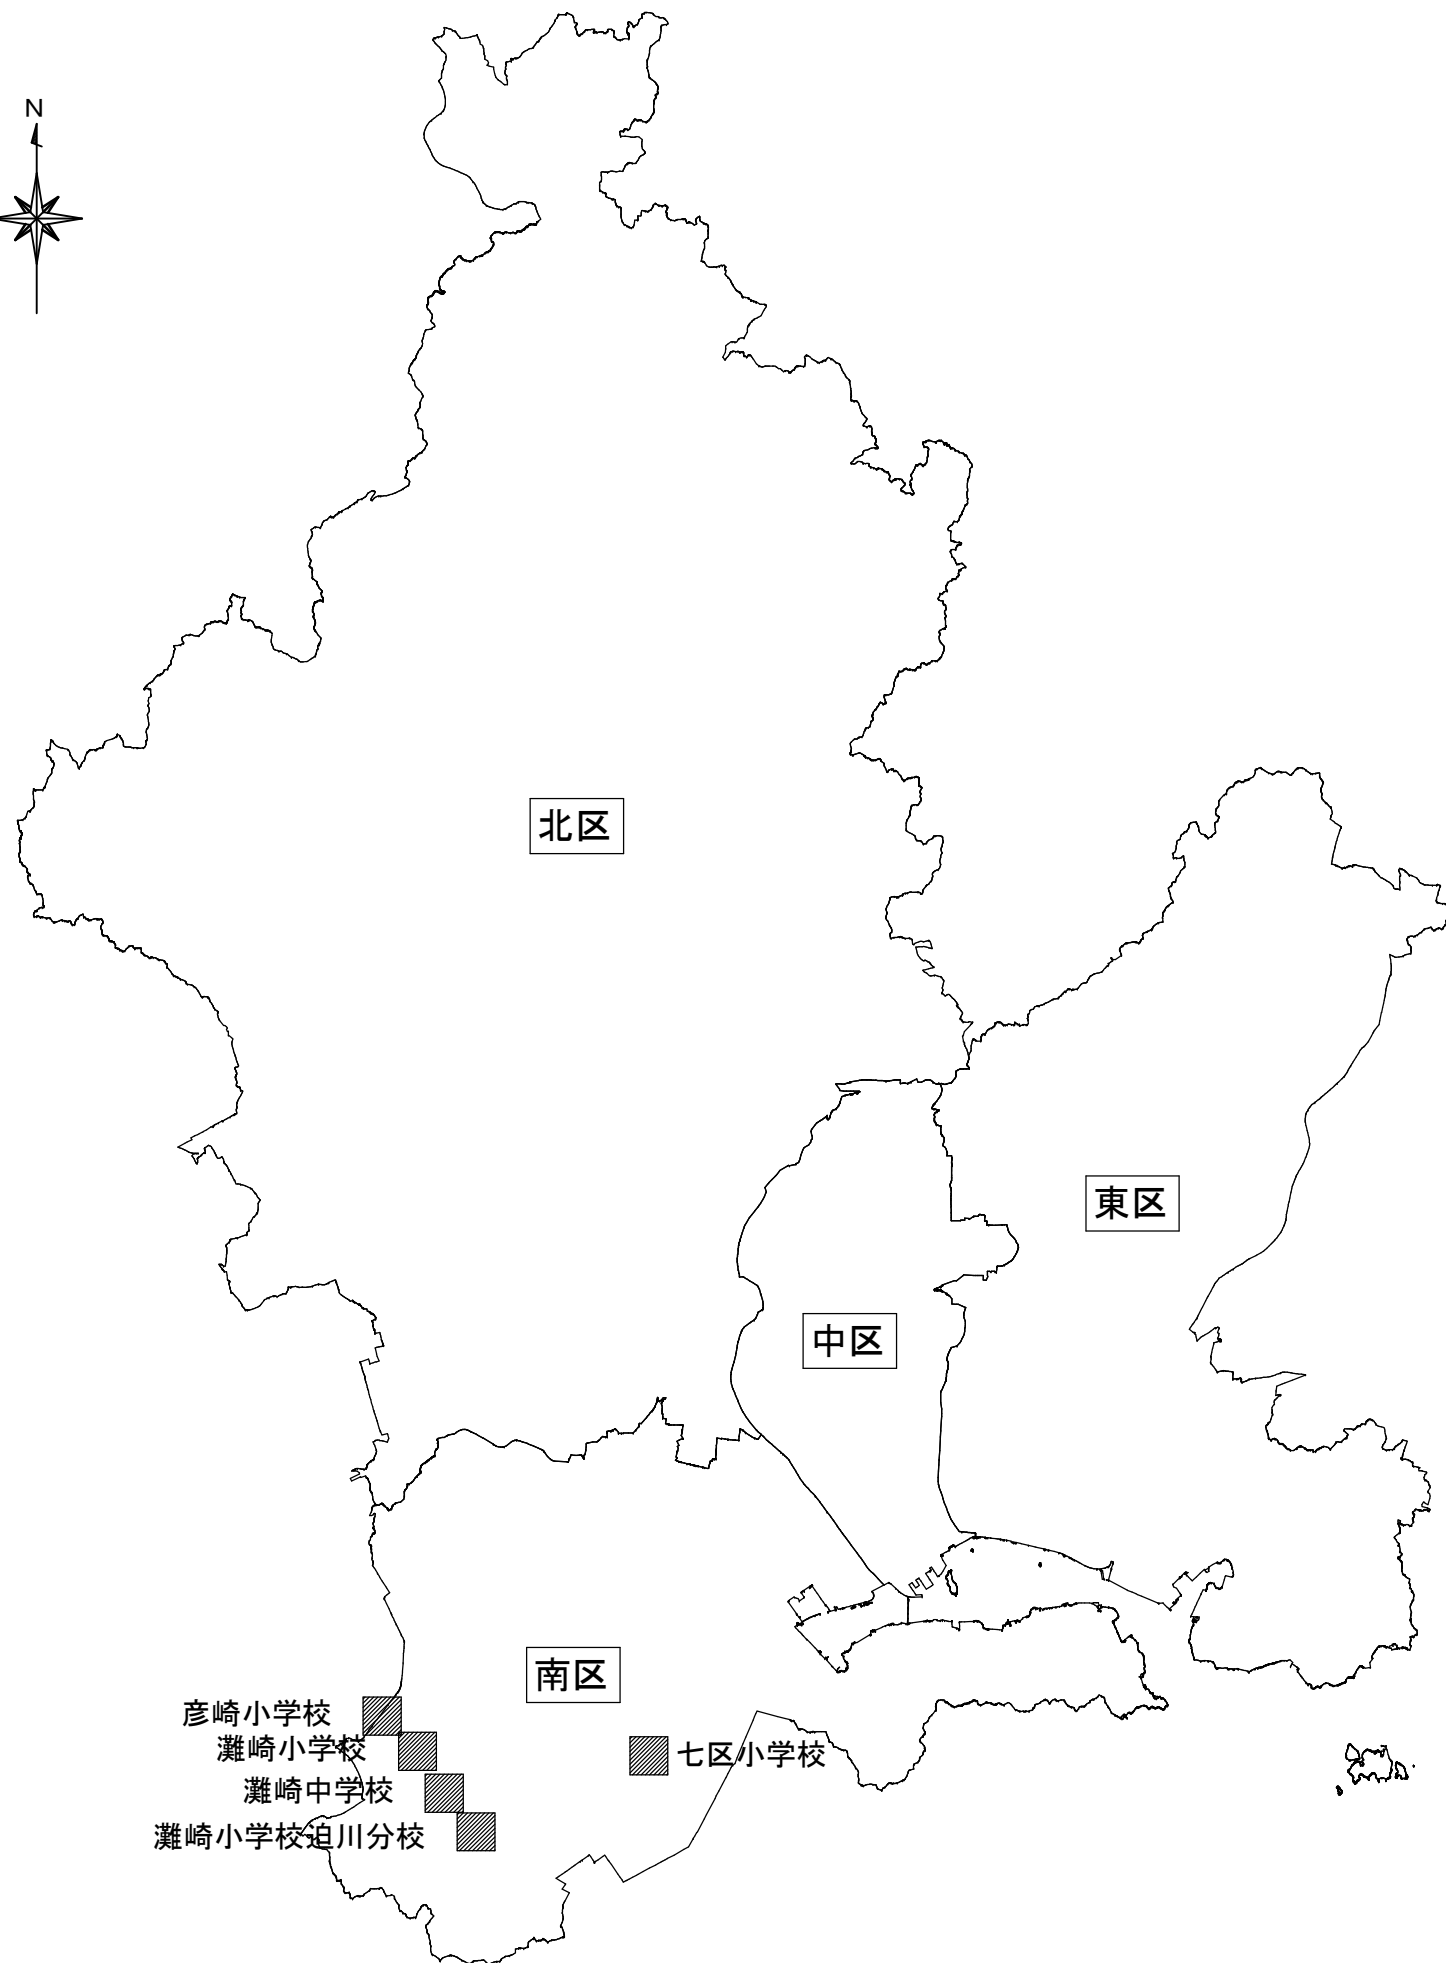 N
北区
東区
中区
南区
彦崎小学校
灘崎小学校
七区小学校
灘崎中学校
灘崎小学校迫川分校